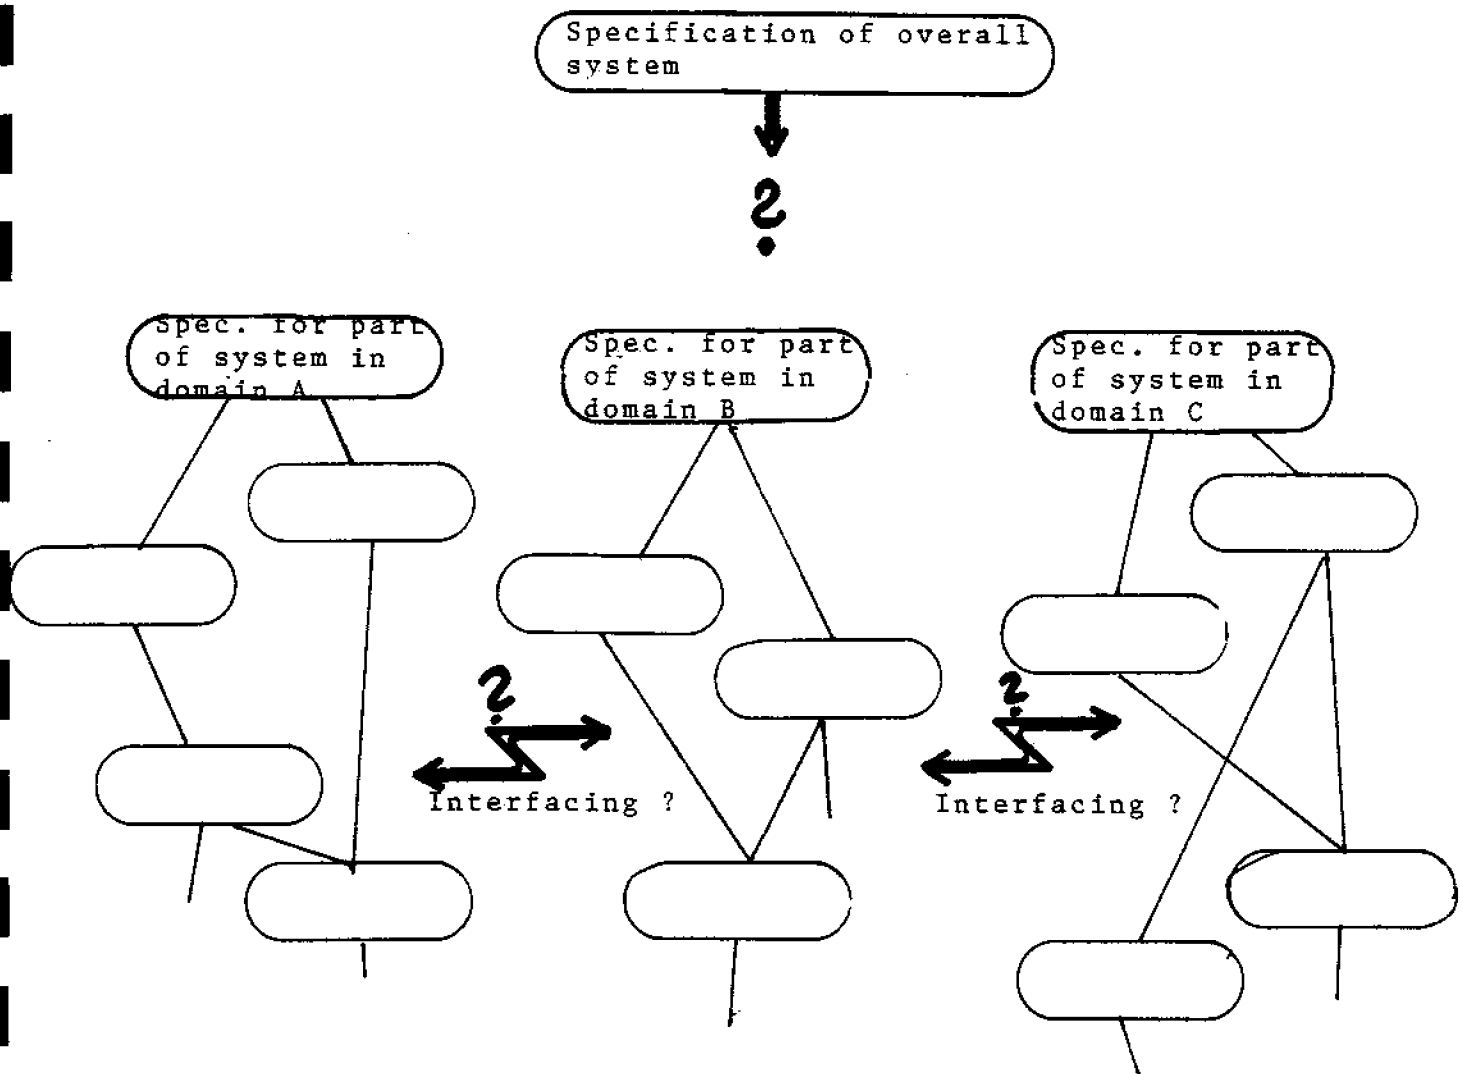 Specification of overall
system
?
Spec. for part
of system in
domain A
Spec. for part
of system in
domain B
Spec. for part
of system in
domain C
?
Interfacing ?
?
Interfacing ?